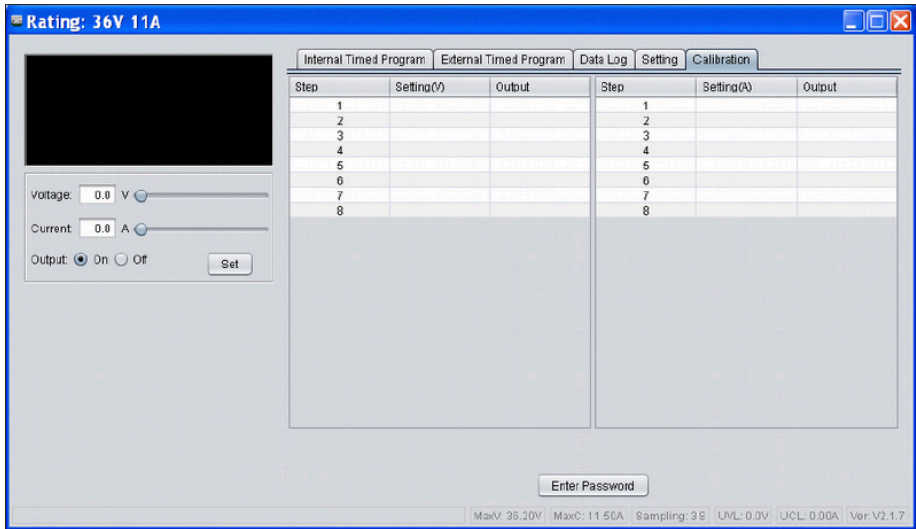 Rating: 36V 11A
Internal Timed Program External Timed Program Data Log Setting Calibration
Step Setting(V) Output Step Setting(A) Output
1 1
2 2
3 3
4 4
5 5
6 6
7 7
8 8
Voltage: 0.0 V
Current: 0.0 A
Output: On Off Set
Enter Password
MaxV: 36.20V MaxC: 11.50A Sampling: 3S UVL: 0.0V UCL: 0.00A Ver: V2.1.7